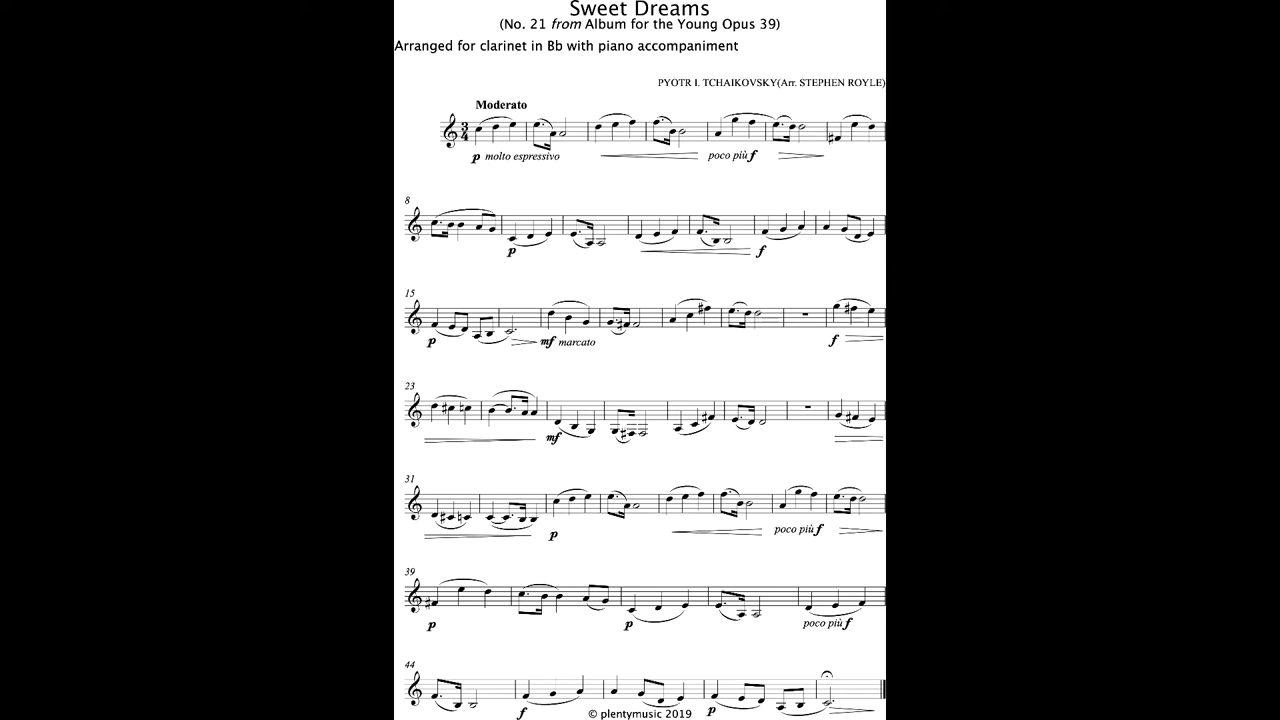 Sweet Dreams
(No. 21 from Album for the Young Opus 39)
Arranged for clarinet in Bb with piano accompaniment
PYOTR I. TCHAIKOVSKY(Arr. STEPHEN ROYLE)
Moderato
3
4
p molto espressivo
poco più f
8
p
f
15
p
mf marcato
f
23
mf
31
p
poco più f
39
p
p
poco più f
44
f
p
© plentymusic 2019